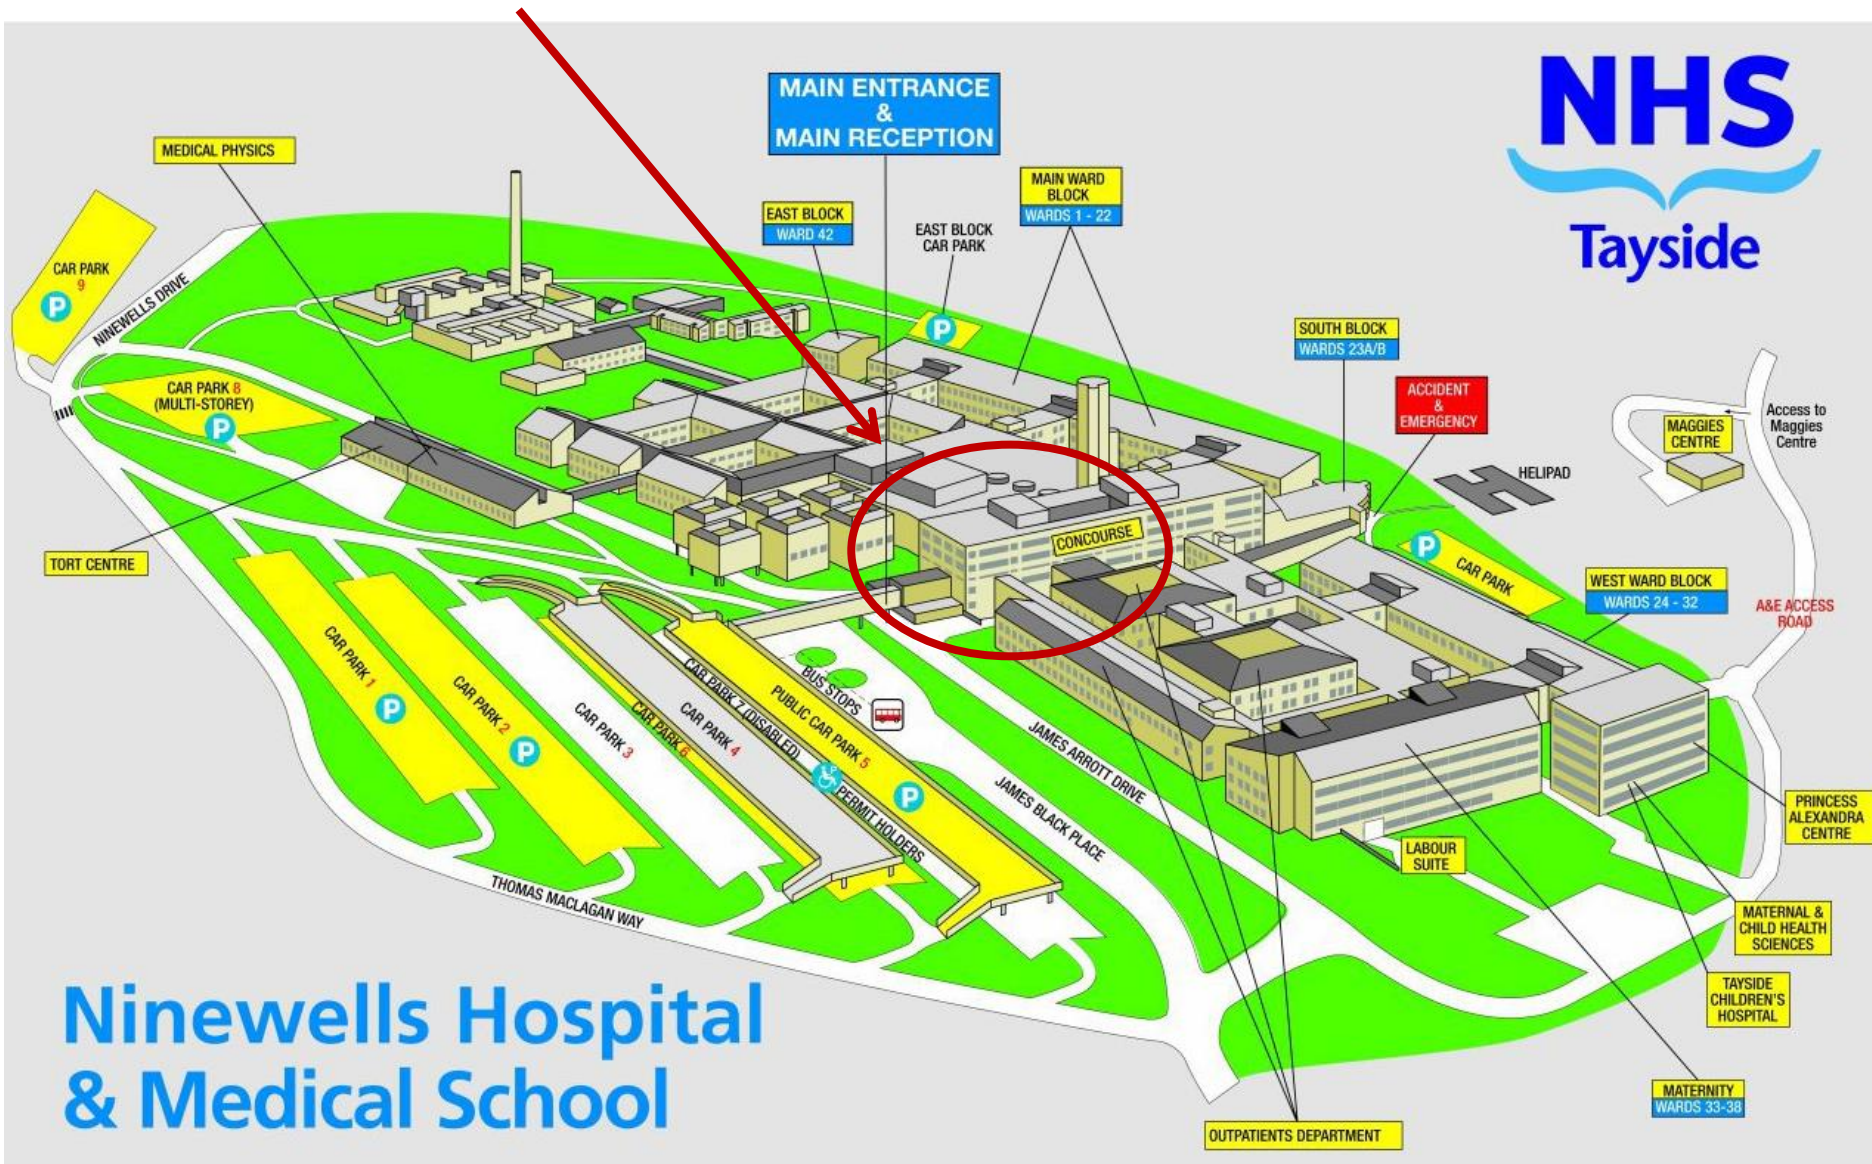 MAIN ENTRANCE
&
MAIN RECEPTION
NHS
Tayside
MEDICAL PHYSICS
MAIN WARD
BLOCK
WARDS 1 - 22
EAST BLOCK
WARD 42
EAST BLOCK
CAR PARK
P
CAR PARK
9
P
NINEWELLS DRIVE
SOUTH BLOCK
WARDS 23A/B
CAR PARK 8
(MULTI-STOREY)
P
ACCIDENT
&
EMERGENCY
MAGGIES
CENTRE
Access to
Maggies
Centre
HELIPAD
H
CONCOURSE
P
CAR PARK
TORT CENTRE
WEST WARD BLOCK
WARDS 24 - 32
A&E ACCESS
ROAD
CAR PARK 1
P
CAR PARK 2
P
CAR PARK 3
CAR PARK 6
CAR PARK 4
CAR PARK 7 (DISABLED)
P
PERMIT HOLDERS
PUBLIC CAR PARK 5
P
BUS STOPS
JAMES ARROTT DRIVE
JAMES BLACK PLACE
THOMAS MACLAGAN WAY
LABOUR
SUITE
PRINCESS
ALEXANDRA
CENTRE
MATERNAL &
CHILD HEALTH
SCIENCES
TAYSIDE
CHILDREN'S
HOSPITAL
MATERNITY
WARDS 33-38
OUTPATIENTS DEPARTMENT
Ninewells Hospital
& Medical School